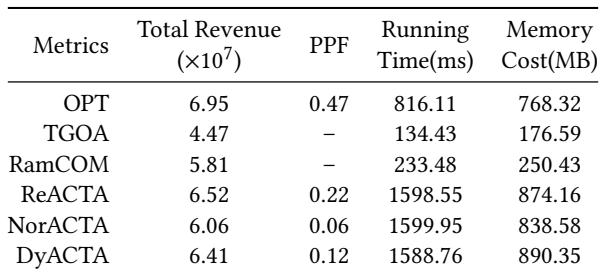 Metrics Total Revenue (×10⁷) PPF Running Time(ms) Memory Cost(MB)
OPT 6.95 0.47 816.11 768.32
TGOA 4.47 – 134.43 176.59
RamCOM 5.81 – 233.48 250.43
ReACTA 6.52 0.22 1598.55 874.16
NorACTA 6.06 0.06 1599.95 838.58
DyACTA 6.41 0.12 1588.76 890.35